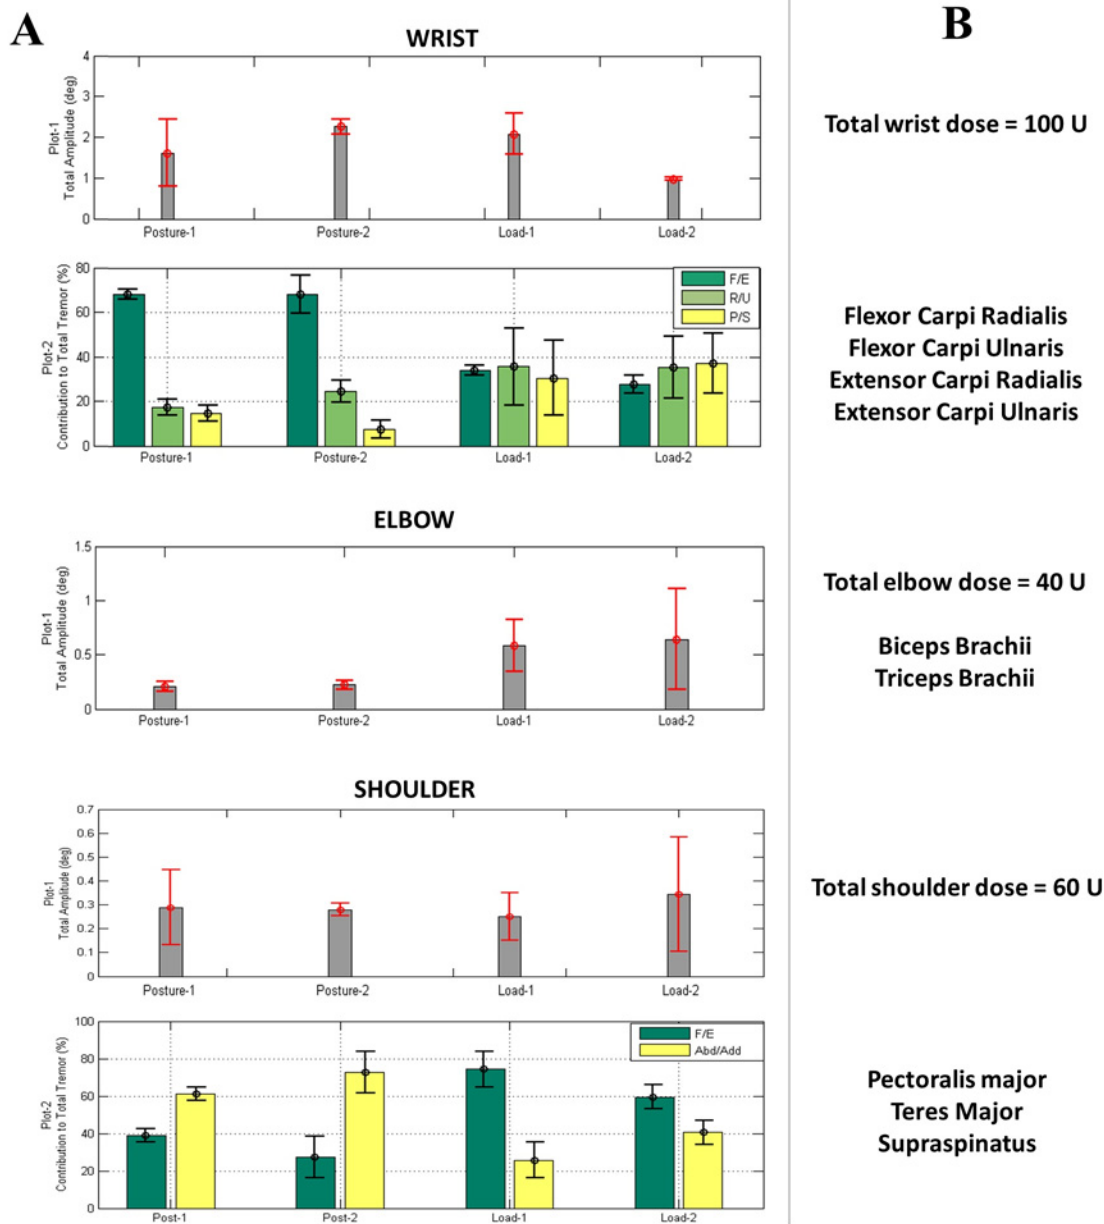 A
B
WRIST
Plot-1
Total Amplitude (deg)
4
3
2
1
0
Posture-1 Posture-2 Load-1 Load-2
Total wrist dose = 100 U
Plot-2
Contribution to Total Tremor (%)
80
60
40
20
0
F/E
R/U
P/S
Posture-1 Posture-2 Load-1 Load-2
Flexor Carpi Radialis
Flexor Carpi Ulnaris
Extensor Carpi Radialis
Extensor Carpi Ulnaris
ELBOW
Plot-1
Total Amplitude (deg)
1.5
1
0.5
0
Posture-1 Posture-2 Load-1 Load-2
Total elbow dose = 40 U
Biceps Brachii
Triceps Brachii
SHOULDER
Plot-1
Total Amplitude (deg)
0.7
0.6
0.5
0.4
0.3
0.2
0.1
0
Posture-1 Posture-2 Load-1 Load-2
Total shoulder dose = 60 U
Plot-2
Contribution to Total Tremor (%)
100
80
60
40
20
0
F/E
Abd/Add
Post-1 Post-2 Load-1 Load-2
Pectoralis major
Teres Major
Supraspinatus